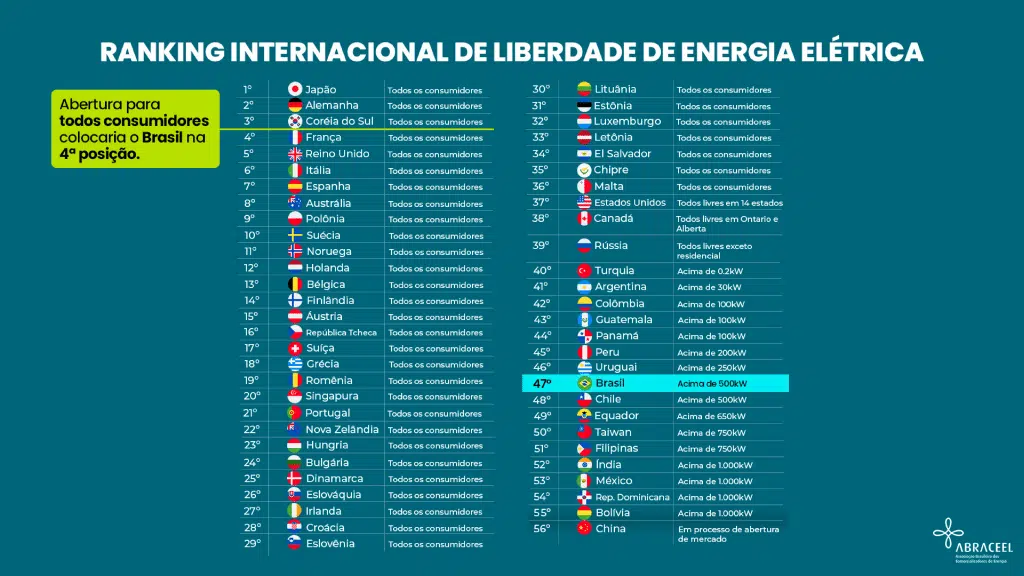 RANKING INTERNACIONAL DE LIBERDADE DE ENERGIA ELÉTRICA
Abertura para
todos consumidores
colocaria o Brasil na
4ª posição.
1º Japão Todos os consumidores
2º Alemanha Todos os consumidores
3º Coréia do Sul Todos os consumidores
4º França Todos os consumidores
5º Reino Unido Todos os consumidores
6º Itália Todos os consumidores
7º Espanha Todos os consumidores
8º Austrália Todos os consumidores
9º Polônia Todos os consumidores
10º Suécia Todos os consumidores
11º Noruega Todos os consumidores
12º Holanda Todos os consumidores
13º Bélgica Todos os consumidores
14º Finlândia Todos os consumidores
15º Áustria Todos os consumidores
16º República Tcheca Todos os consumidores
17º Suíça Todos os consumidores
18º Grécia Todos os consumidores
19º Romênia Todos os consumidores
20º Singapura Todos os consumidores
21º Portugal Todos os consumidores
22º Nova Zelândia Todos os consumidores
23º Hungria Todos os consumidores
24º Bulgária Todos os consumidores
25º Dinamarca Todos os consumidores
26º Eslováquia Todos os consumidores
27º Irlanda Todos os consumidores
28º Croácia Todos os consumidores
29º Eslovênia Todos os consumidores
30º Lituânia Todos os consumidores
31º Estônia Todos os consumidores
32º Luxemburgo Todos os consumidores
33º Letônia Todos os consumidores
34º El Salvador Todos os consumidores
35º Chipre Todos os consumidores
36º Malta Todos os consumidores
37º Estados Unidos Todos livres em 14 estados
38º Canadá Todos livres em Ontario e
Alberta
39º Rússia Todos livres exceto
residencial
40º Turquia Acima de 0.2kW
41º Argentina Acima de 30kW
42º Colômbia Acima de 100kW
43º Guatemala Acima de 100kW
44º Panamá Acima de 100kW
45º Peru Acima de 200kW
46º Uruguai Acima de 250kW
47º Brasil Acima de 500kW
48º Chile Acima de 500kW
49º Equador Acima de 650kW
50º Taiwan Acima de 750kW
51º Filipinas Acima de 750kW
52º Índia Acima de 1.000kW
53º México Acima de 1.000kW
54º Rep. Dominicana Acima de 1.000kW
55º Bolívia Acima de 1.000kW
56º China Em processo de abertura
de mercado
ABRACEEL
Associação Brasileira dos
Comercializadores de Energia